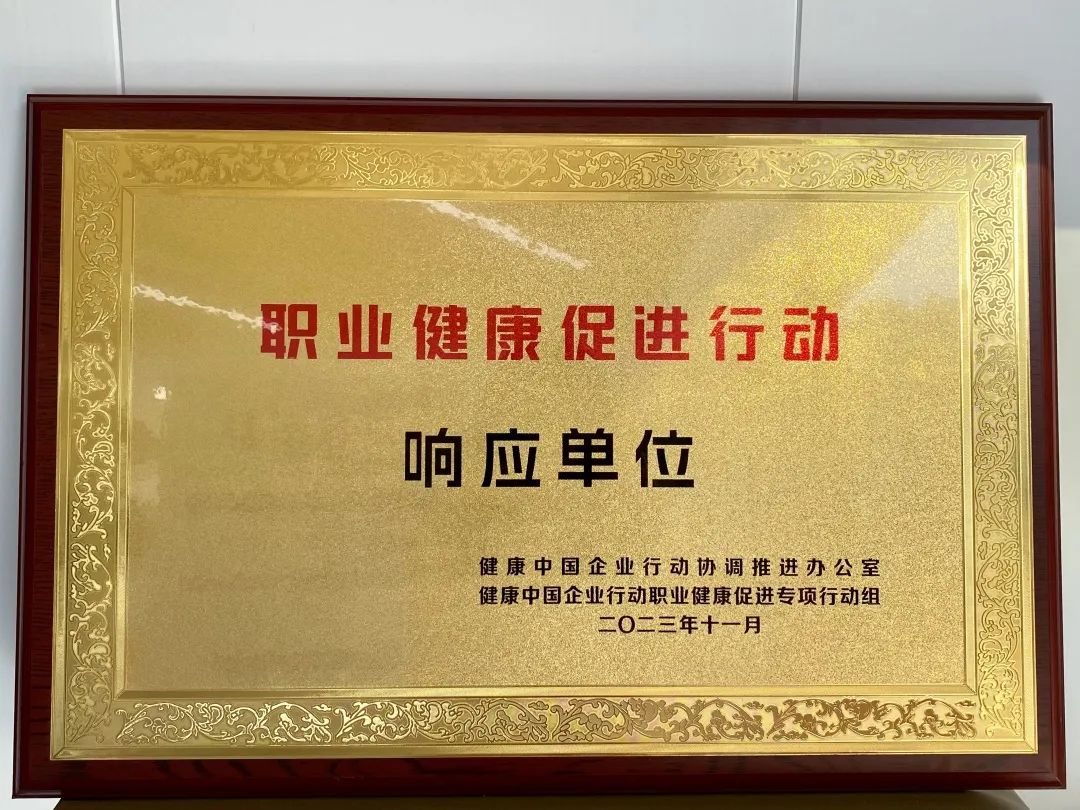 职业健康促进行动
响应单位
健康中国企业行动协调推进办公室
健康中国企业行动职业健康促进专项行动组
二〇二三年十一月